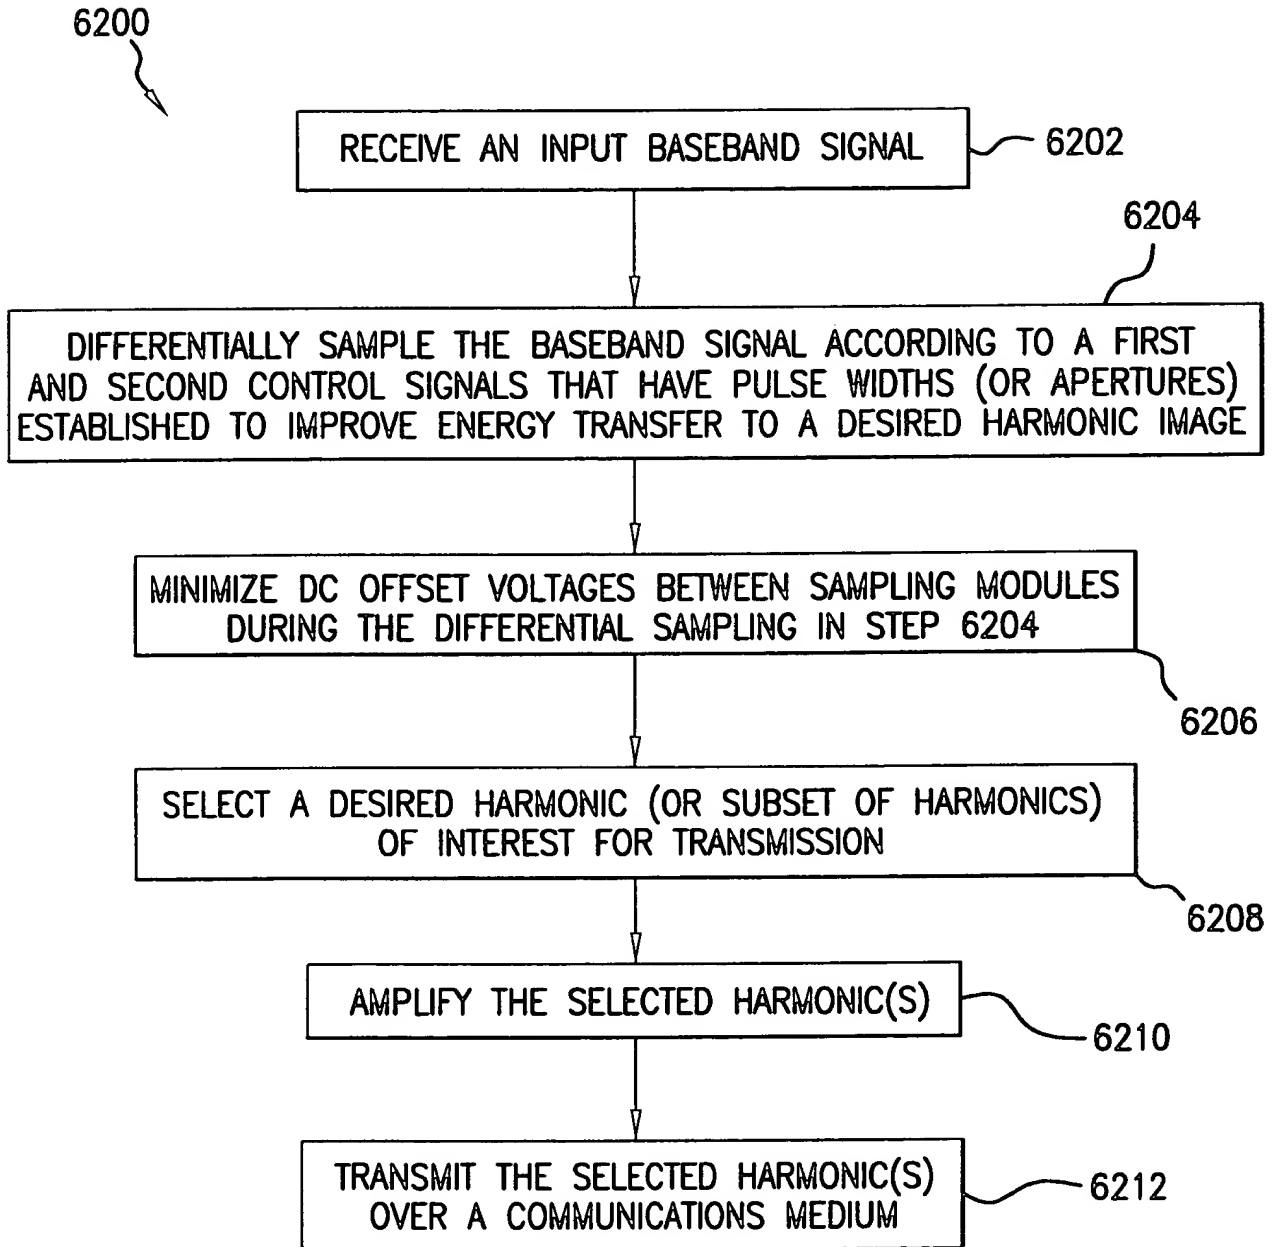 6200
RECEIVE AN INPUT BASEBAND SIGNAL
6202
6204
DIFFERENTIALLY SAMPLE THE BASEBAND SIGNAL ACCORDING TO A FIRST
AND SECOND CONTROL SIGNALS THAT HAVE PULSE WIDTHS (OR APERTURES)
ESTABLISHED TO IMPROVE ENERGY TRANSFER TO A DESIRED HARMONIC IMAGE
MINIMIZE DC OFFSET VOLTAGES BETWEEN SAMPLING MODULES
DURING THE DIFFERENTIAL SAMPLING IN STEP 6204
6206
SELECT A DESIRED HARMONIC (OR SUBSET OF HARMONICS)
OF INTEREST FOR TRANSMISSION
6208
AMPLIFY THE SELECTED HARMONIC(S)
6210
TRANSMIT THE SELECTED HARMONIC(S)
OVER A COMMUNICATIONS MEDIUM
6212